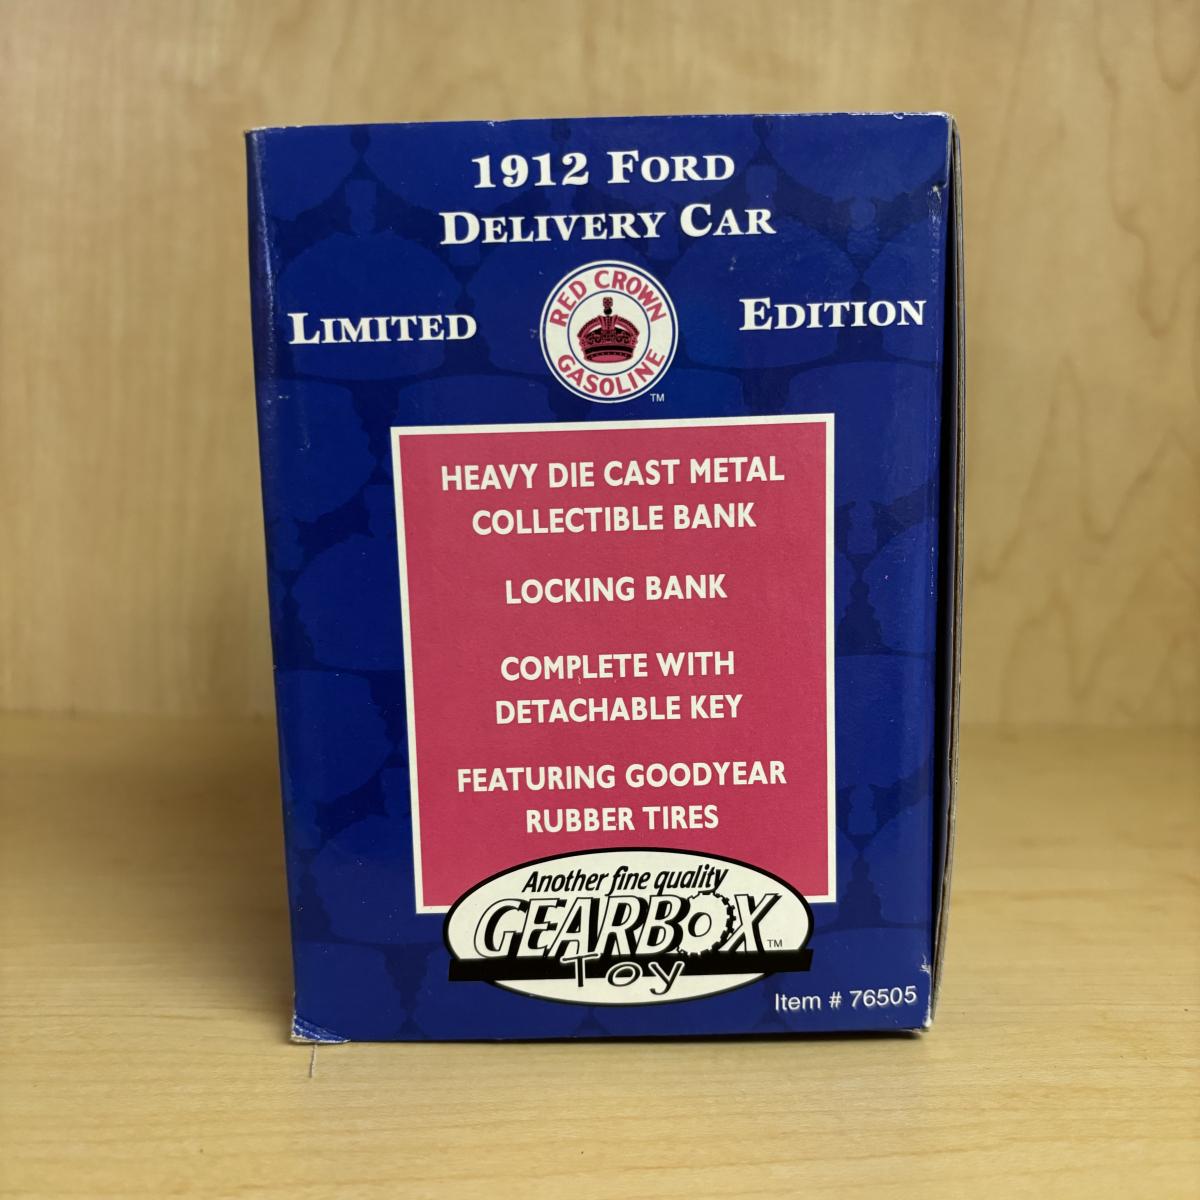 1912 FORD
DELIVERY CAR
LIMITED
RED CROWN
GASOLINE
TM
EDITION
HEAVY DIE CAST METAL
COLLECTIBLE BANK
LOCKING BANK
COMPLETE WITH
DETACHABLE KEY
FEATURING GOODYEAR
RUBBER TIRES
Another fine quality
GEARBOX TM
Toy
Item # 76505